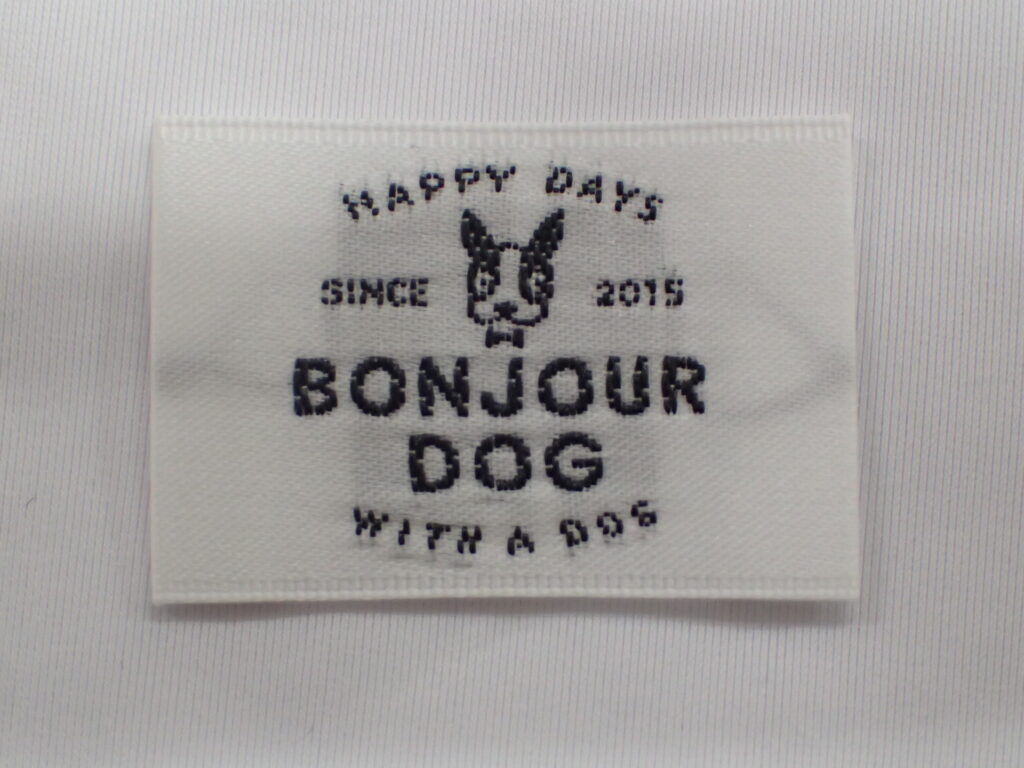 HAPPY DAYS
SINCE 2015
BONJOUR
DOG
WITH A DOG